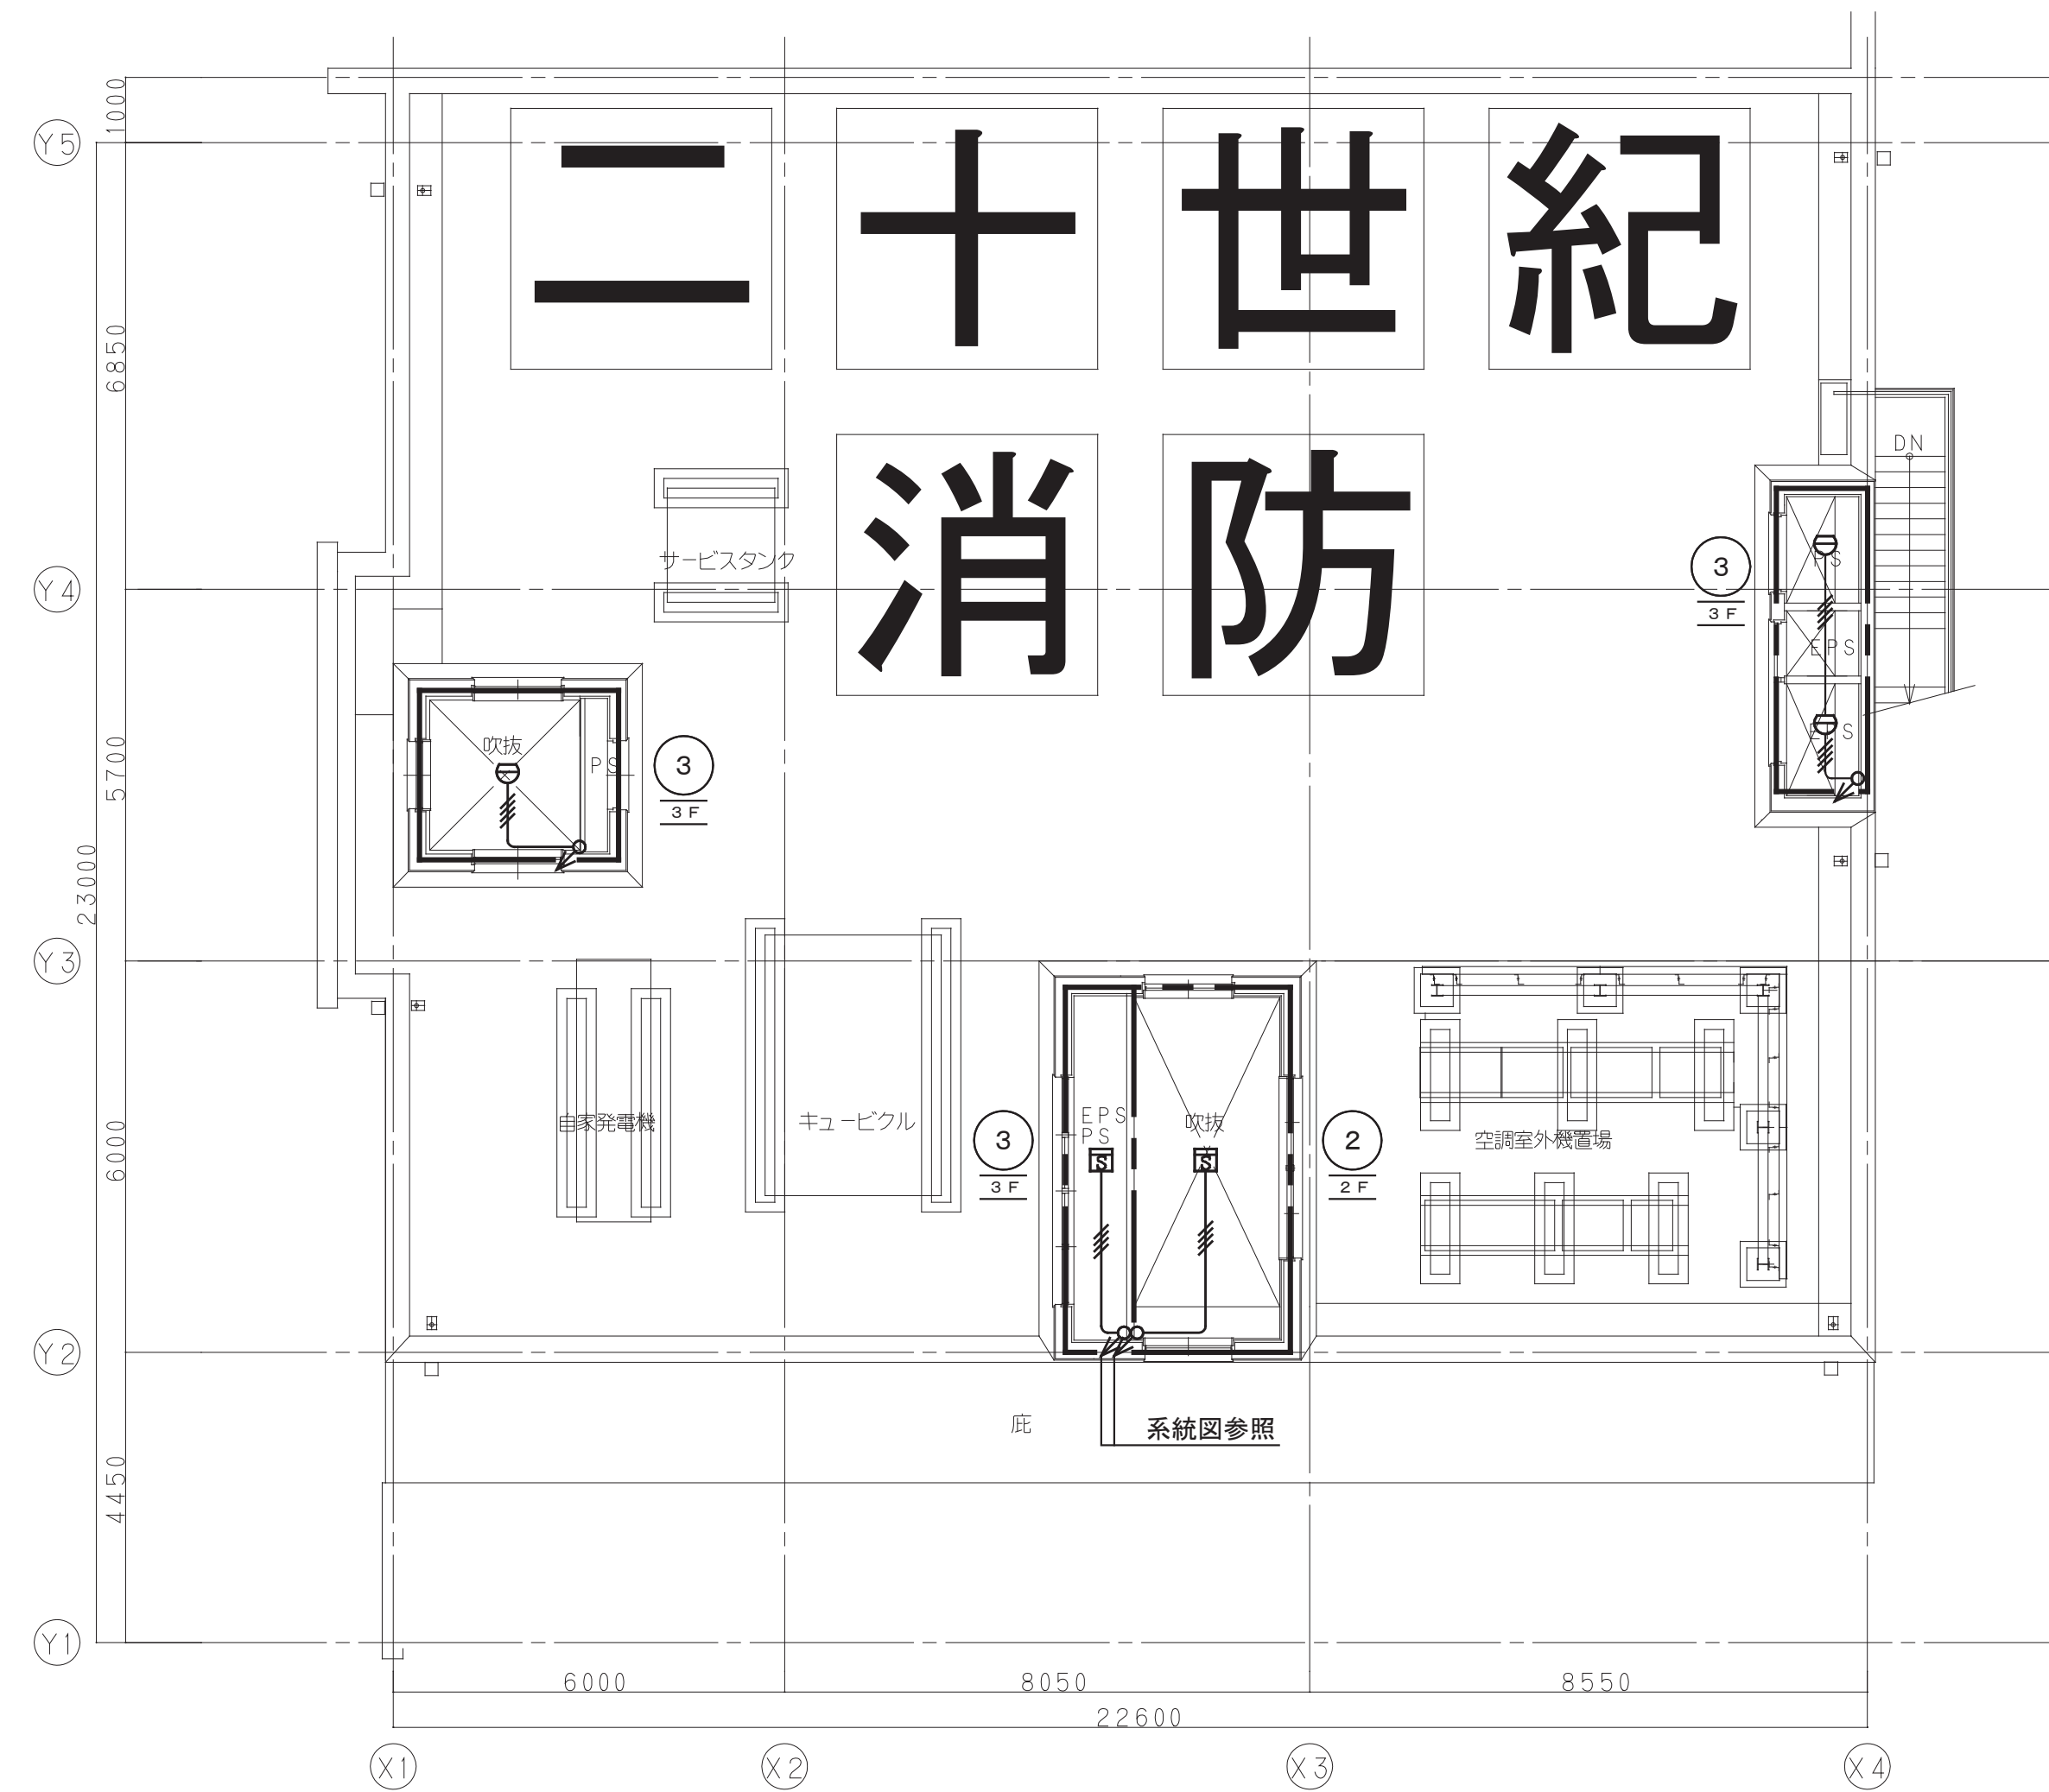 二 十 世 紀
消 防
Y5
Y4
Y3
Y2
Y1
1000
6850
5700
23000
6000
4450
サービスタンク
DN
3
3F
PS
EPS
EPS
吹抜
PS
3
3F
自家発電機
キュービクル
3
3F
EPS
PS
吹抜
2
2F
空調室外機置場
庇
系統図参照
6000
8050
8550
22600
X1
X2
X3
X4